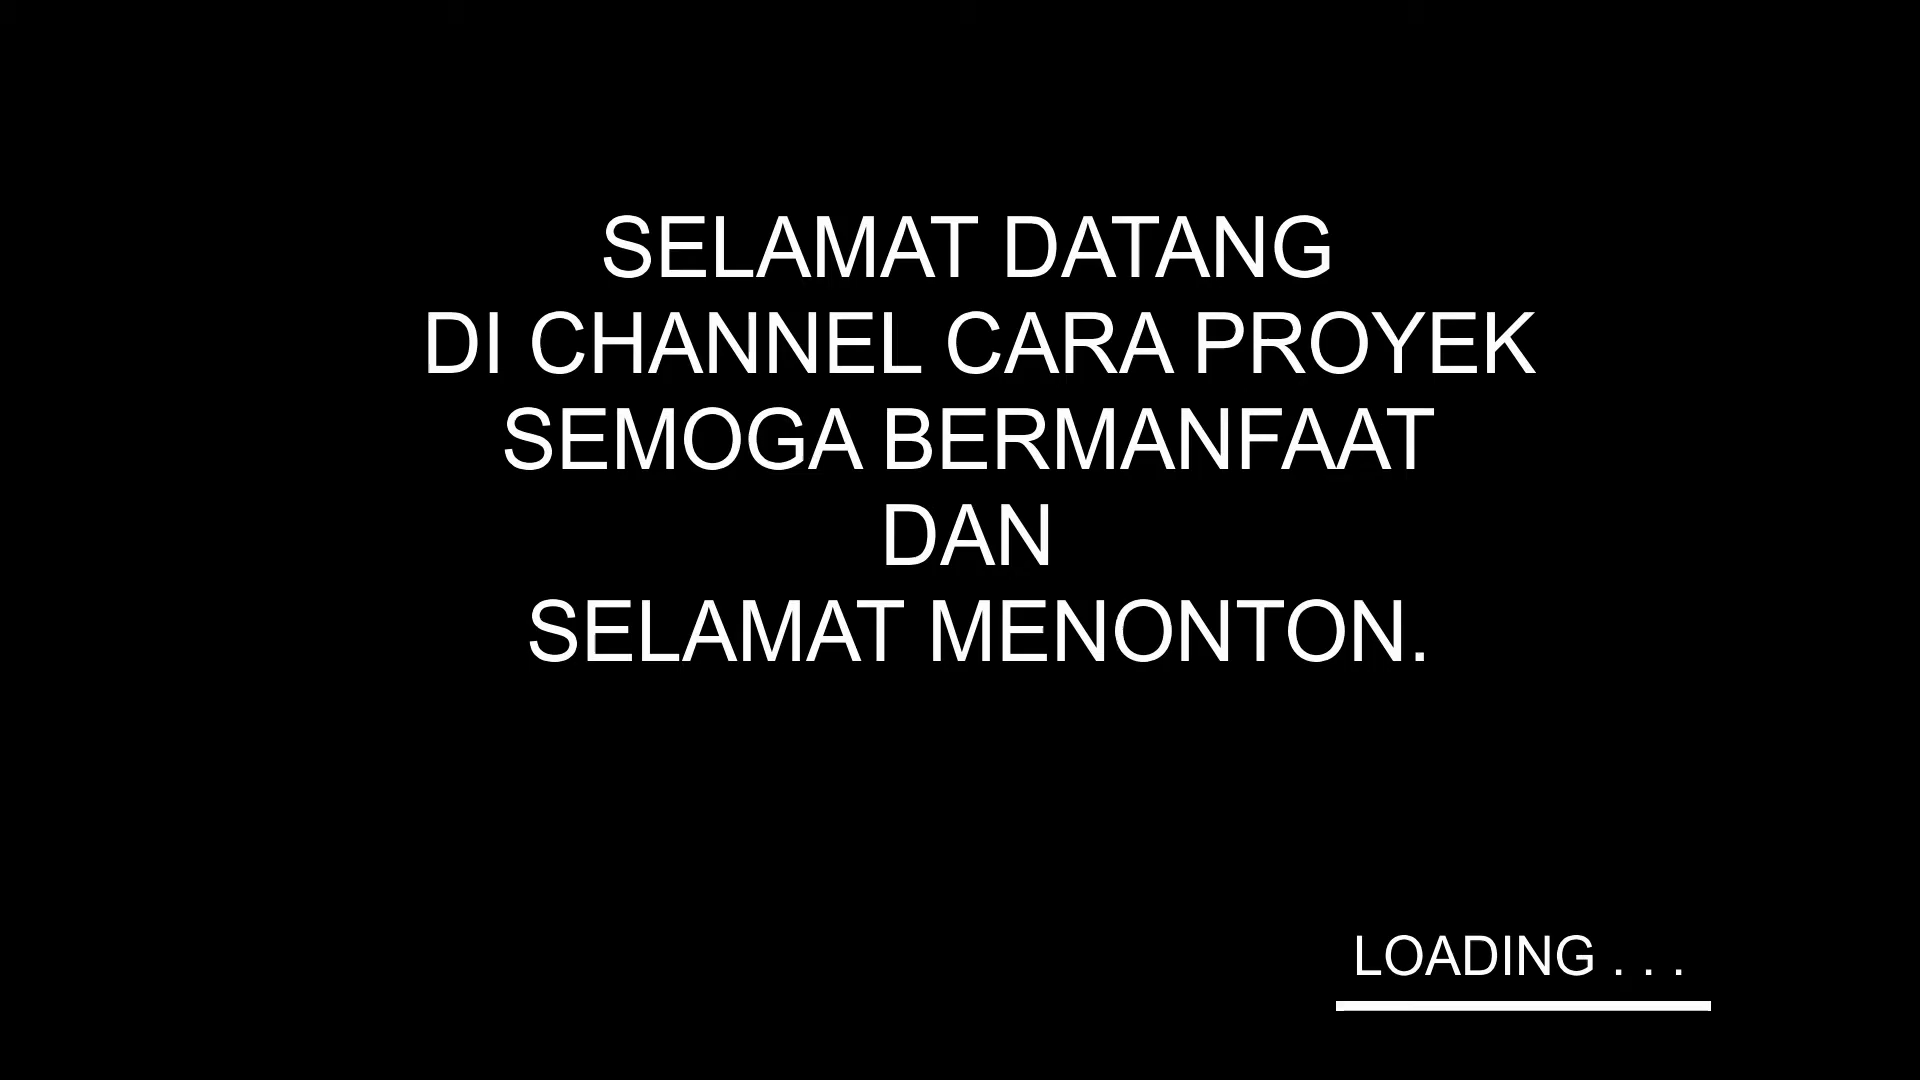 SELAMAT DATANG
DI CHANNEL CARA PROYEK
SEMOGA BERMANFAAT
DAN
SELAMAT MENONTON.
LOADING . . .